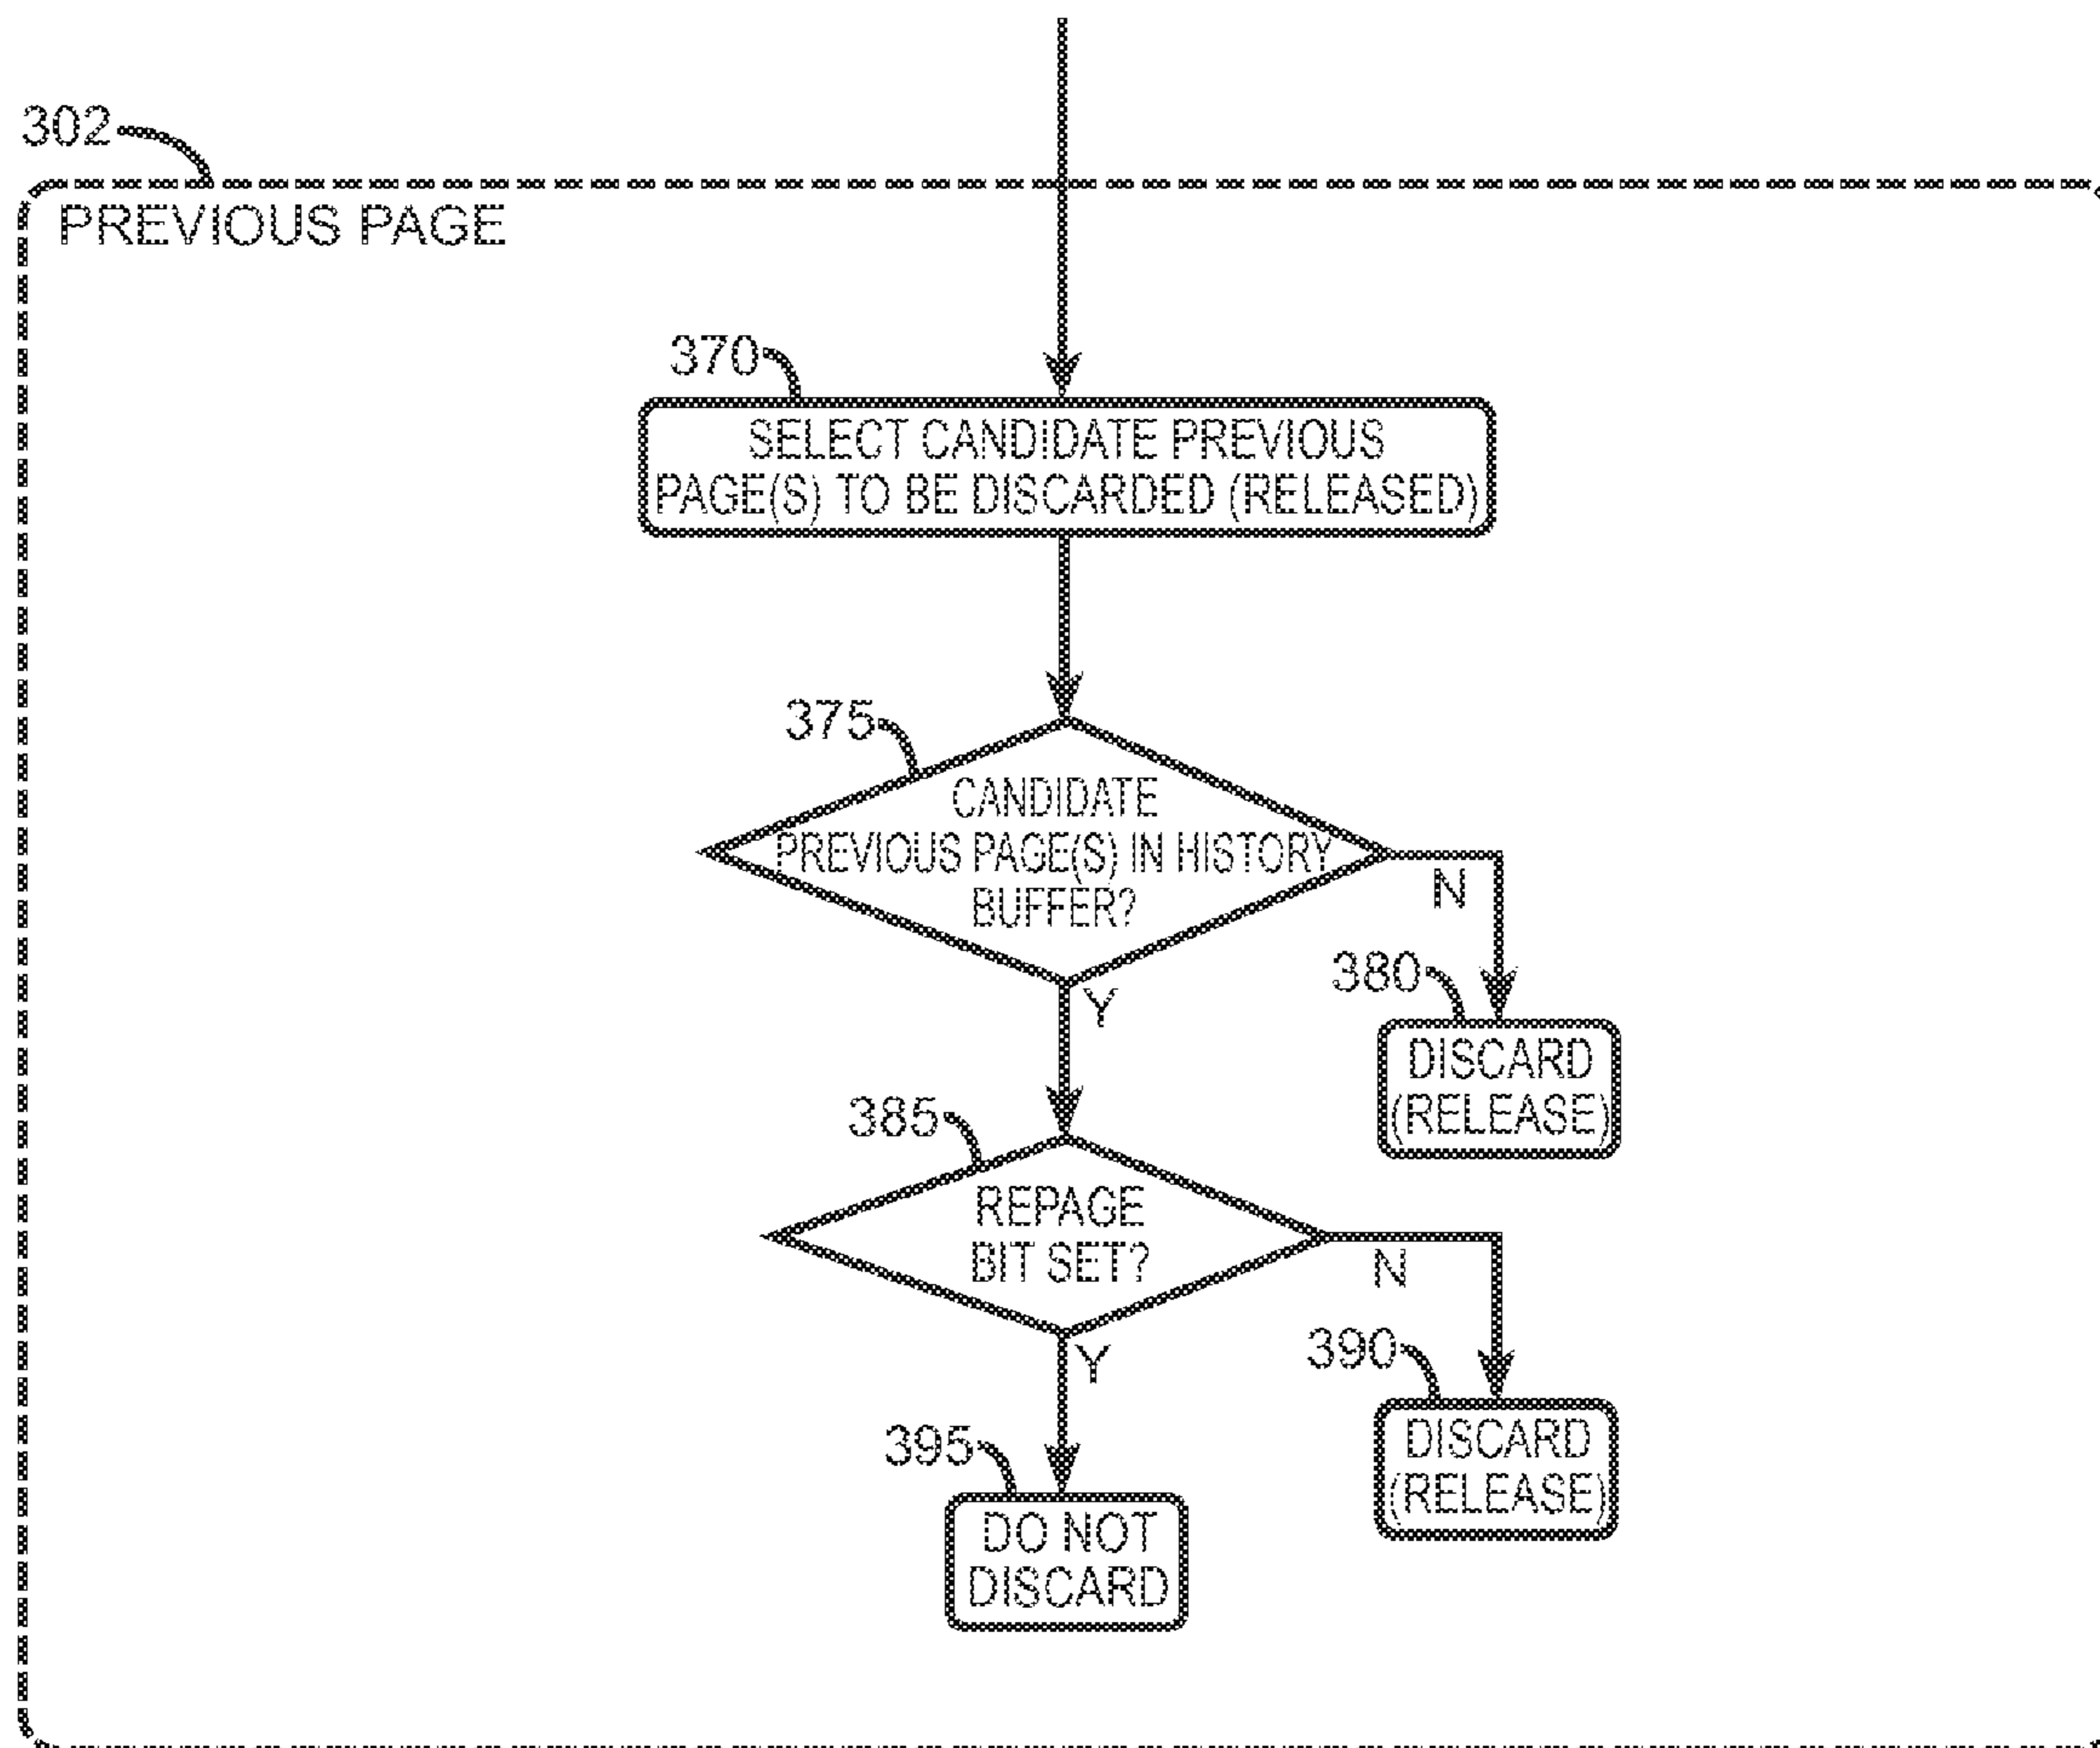 302
PREVIOUS PAGE
370
SELECT CANDIDATE PREVIOUS
PAGE(S) TO BE DISCARDED (RELEASED)
375
CANDIDATE
PREVIOUS PAGE(S) IN HISTORY
BUFFER?
N
Y
380
DISCARD
(RELEASE)
385
REPAGE
BIT SET?
N
Y
390
DISCARD
(RELEASE)
395
DO NOT
DISCARD